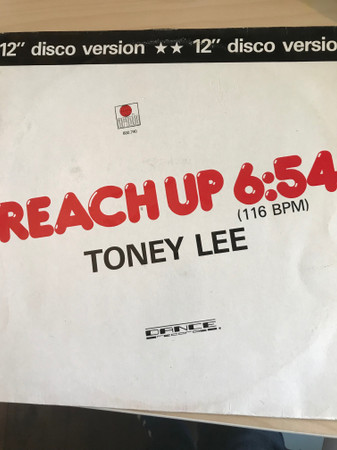 12" disco version ★★ 12" disco versio
REACH UP 6:54
(116 BPM)
TONEY LEE
DANCE